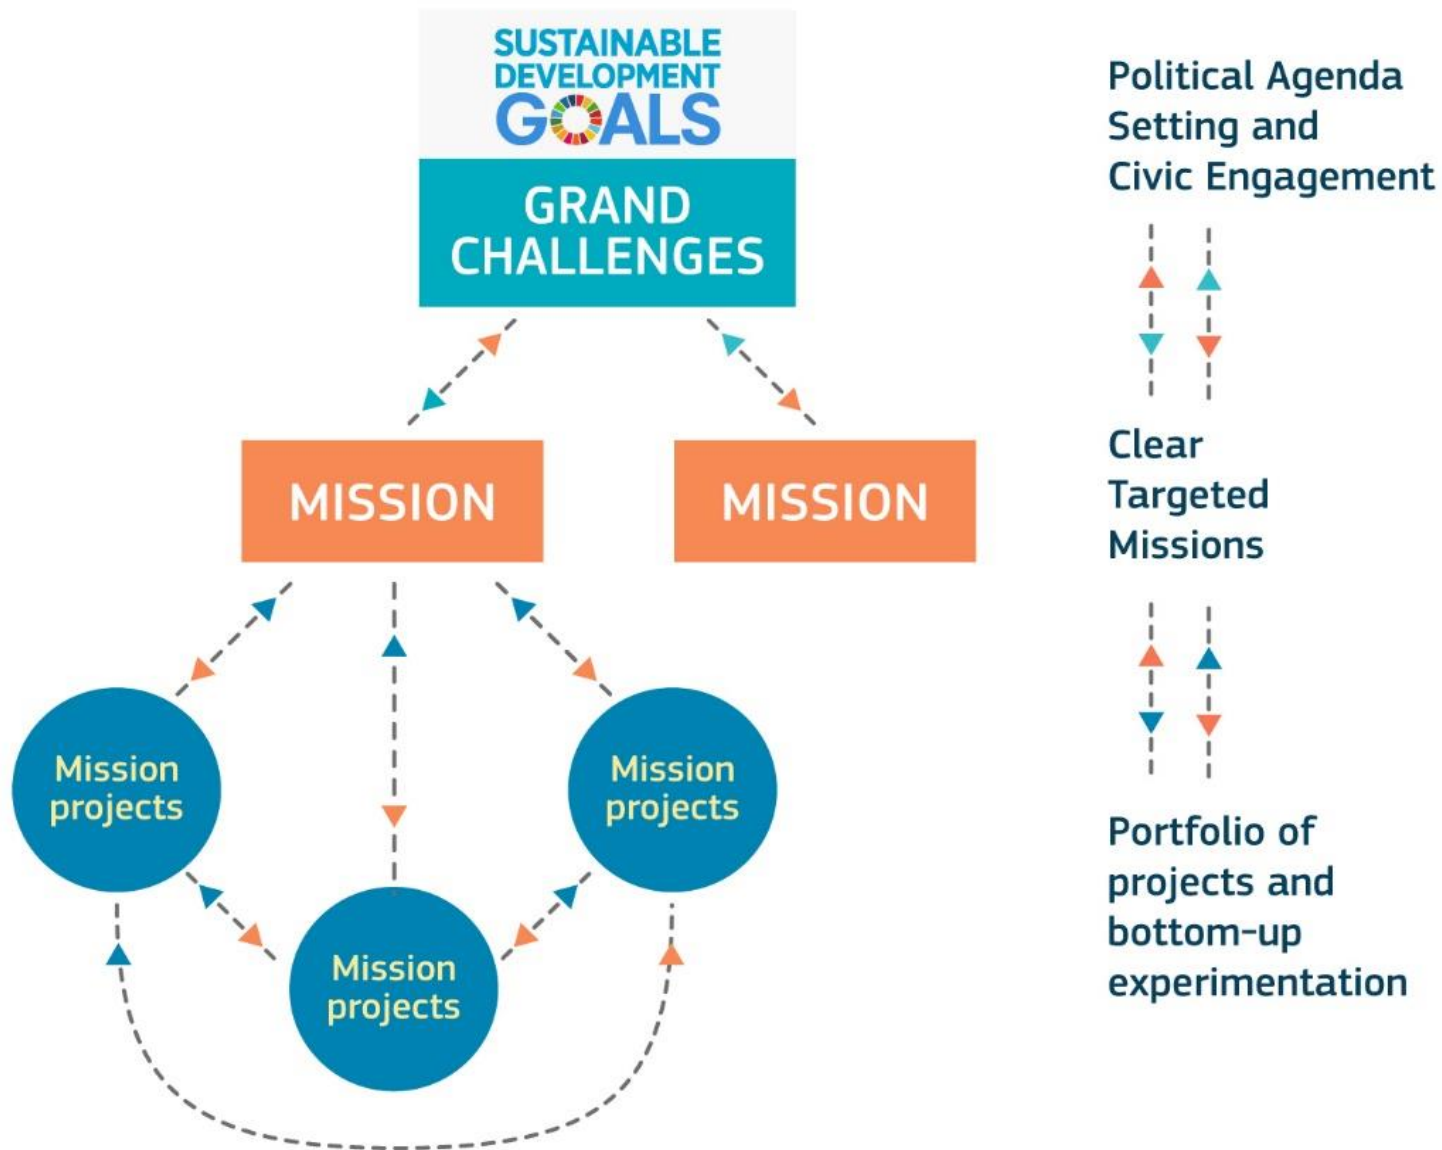 SUSTAINABLE
DEVELOPMENT
GOALS
GRAND
CHALLENGES
MISSION
MISSION
Mission
projects
Mission
projects
Mission
projects
Political Agenda
Setting and
Civic Engagement
Clear
Targeted
Missions
Portfolio of
projects and
bottom-up
experimentation